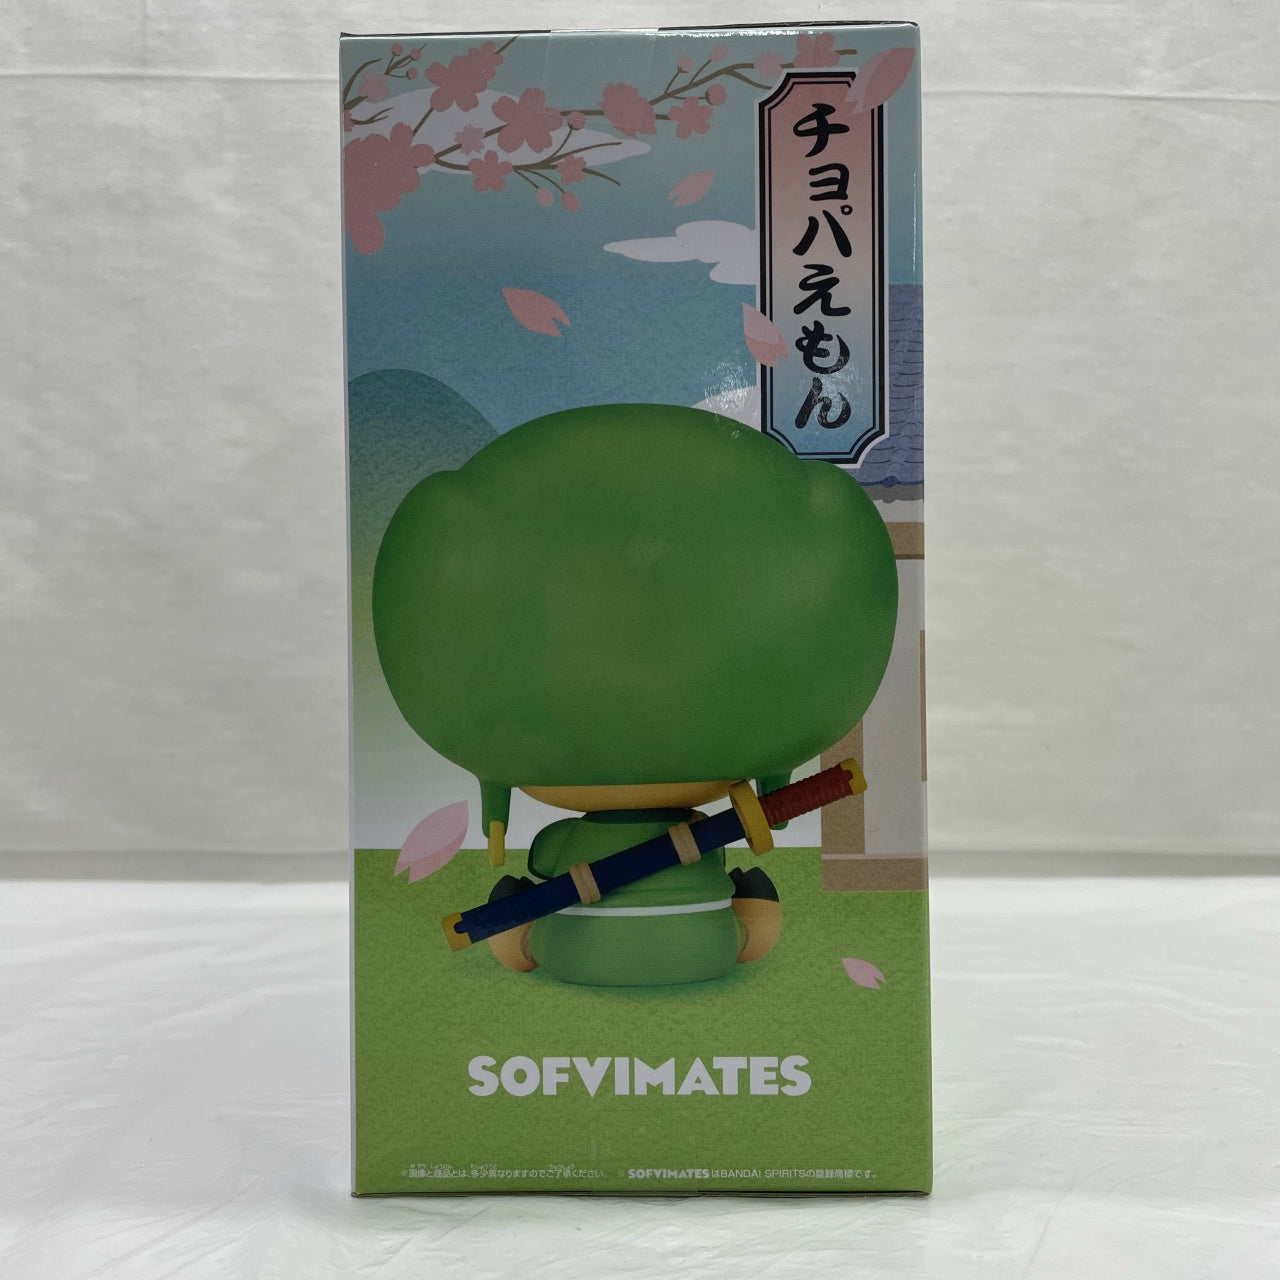 チョパえもん
SOFVIMATES
※画像と商品とは、多少異なりますのでご了承ください。 ※SOFVIMATESはBANDAI SPIRITSの登録商標です。